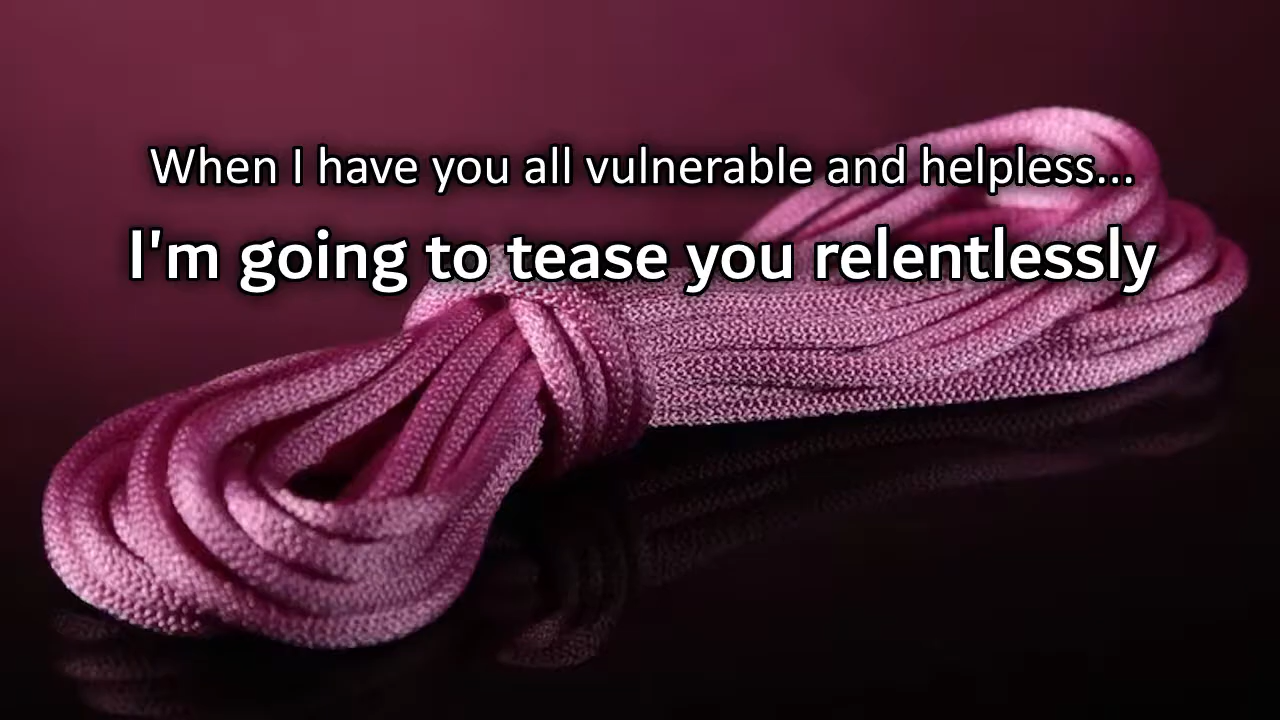 When I have you all vulnerable and helpless...
I'm going to tease you relentlessly